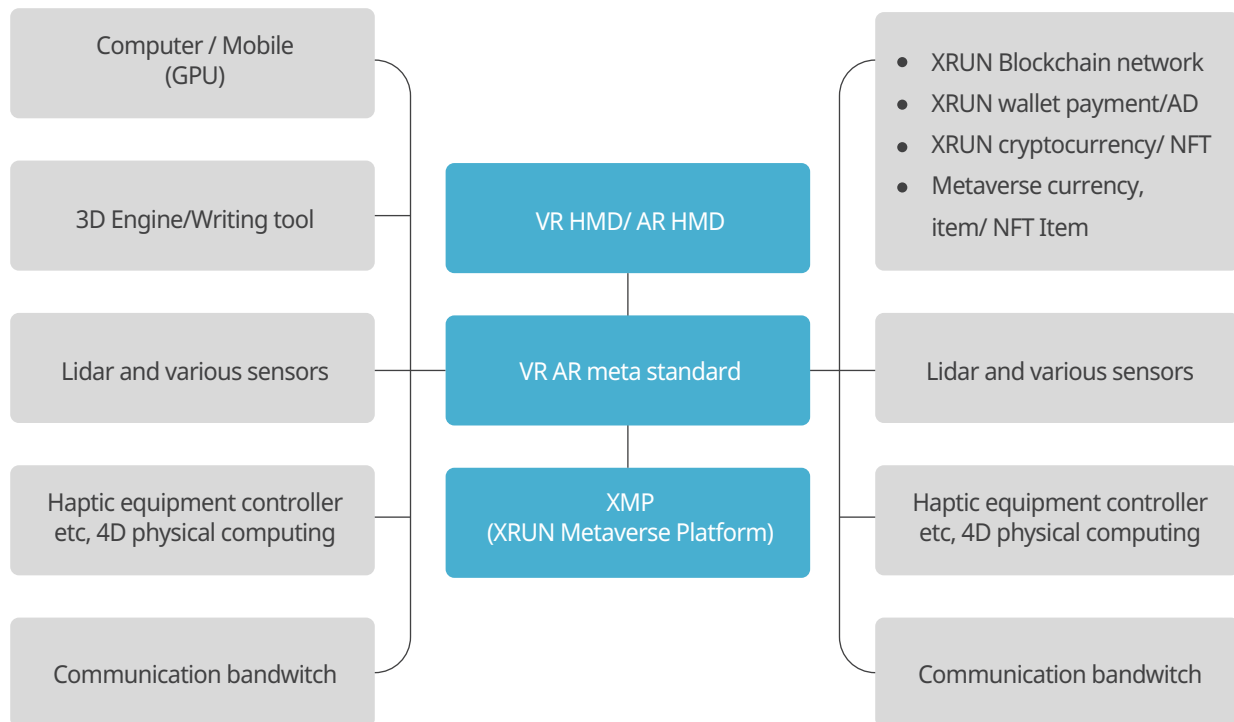 Computer / Mobile
(GPU)
3D Engine/Writing tool
Lidar and various sensors
Haptic equipment controller
etc, 4D physical computing
Communication bandwitch
VR HMD/ AR HMD
VR AR meta standard
XMP
(XRUN Metaverse Platform)
XRUN Blockchain network
XRUN wallet payment/AD
XRUN cryptocurrency/ NFT
Metaverse currency,
item/ NFT Item
Lidar and various sensors
Haptic equipment controller
etc, 4D physical computing
Communication bandwitch